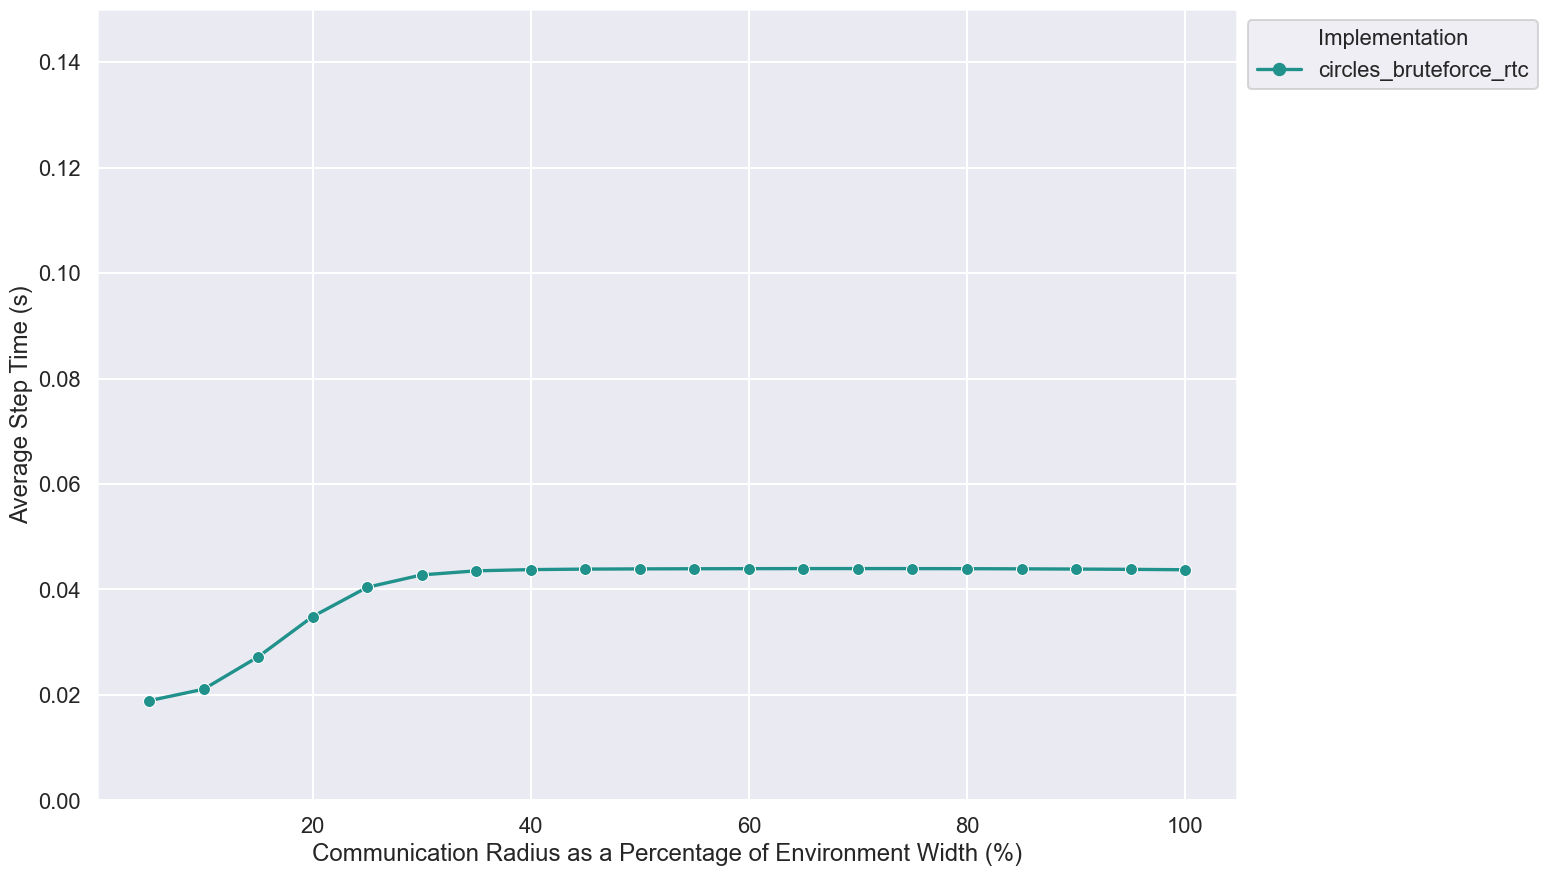 Implementation
circles_bruteforce_rtc
0.14
0.12
0.10
0.08
0.06
0.04
0.02
0.00
Average Step Time (s)
20 40 60 80 100
Communication Radius as a Percentage of Environment Width (%)